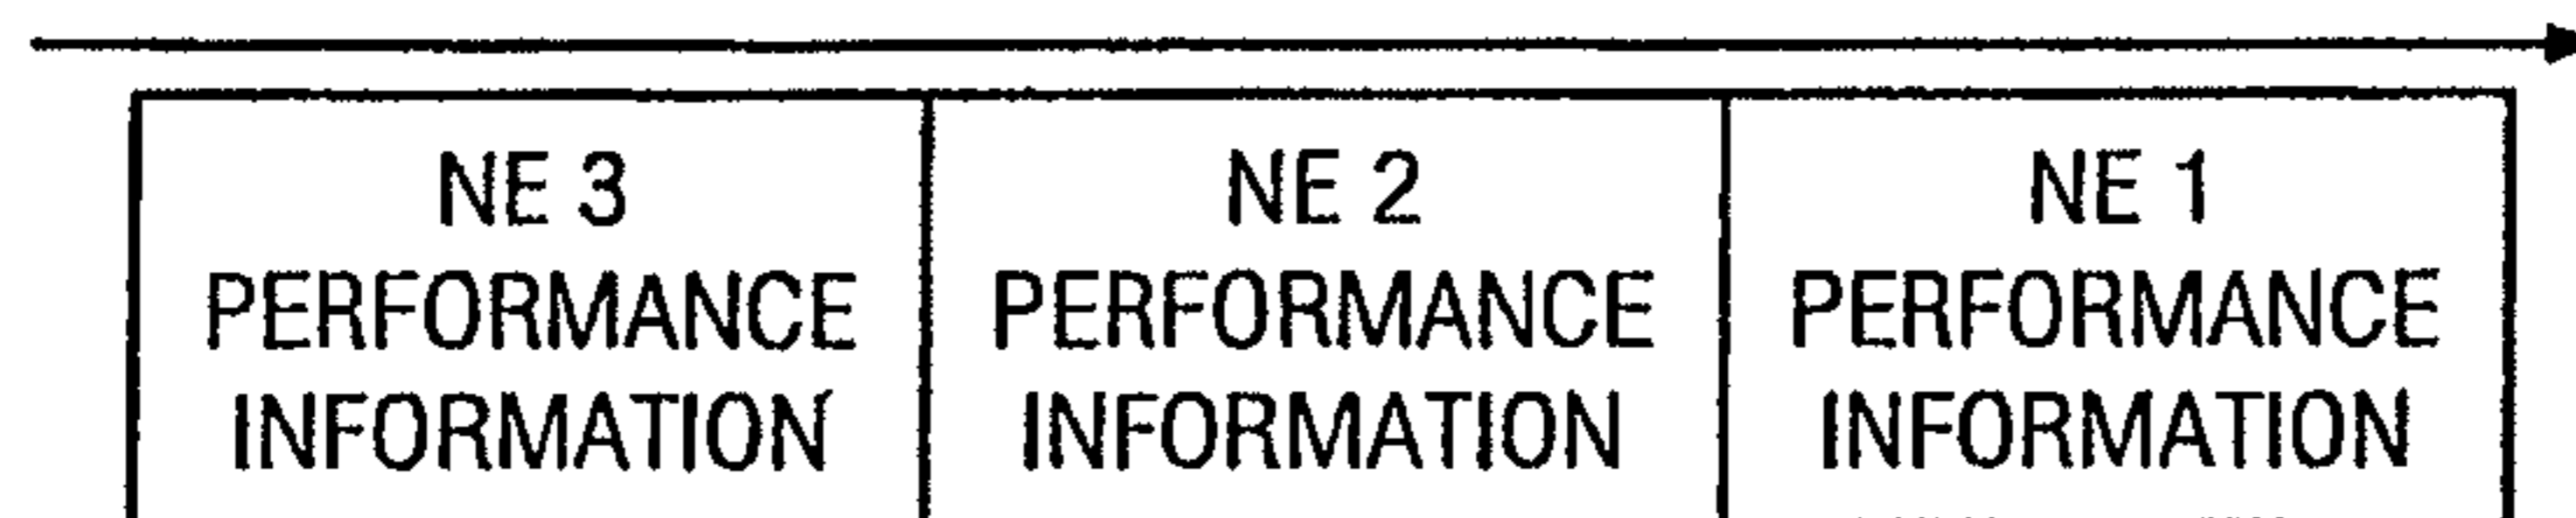 NE 3
PERFORMANCE
INFORMATION
NE 2
PERFORMANCE
INFORMATION
NE 1
PERFORMANCE
INFORMATION